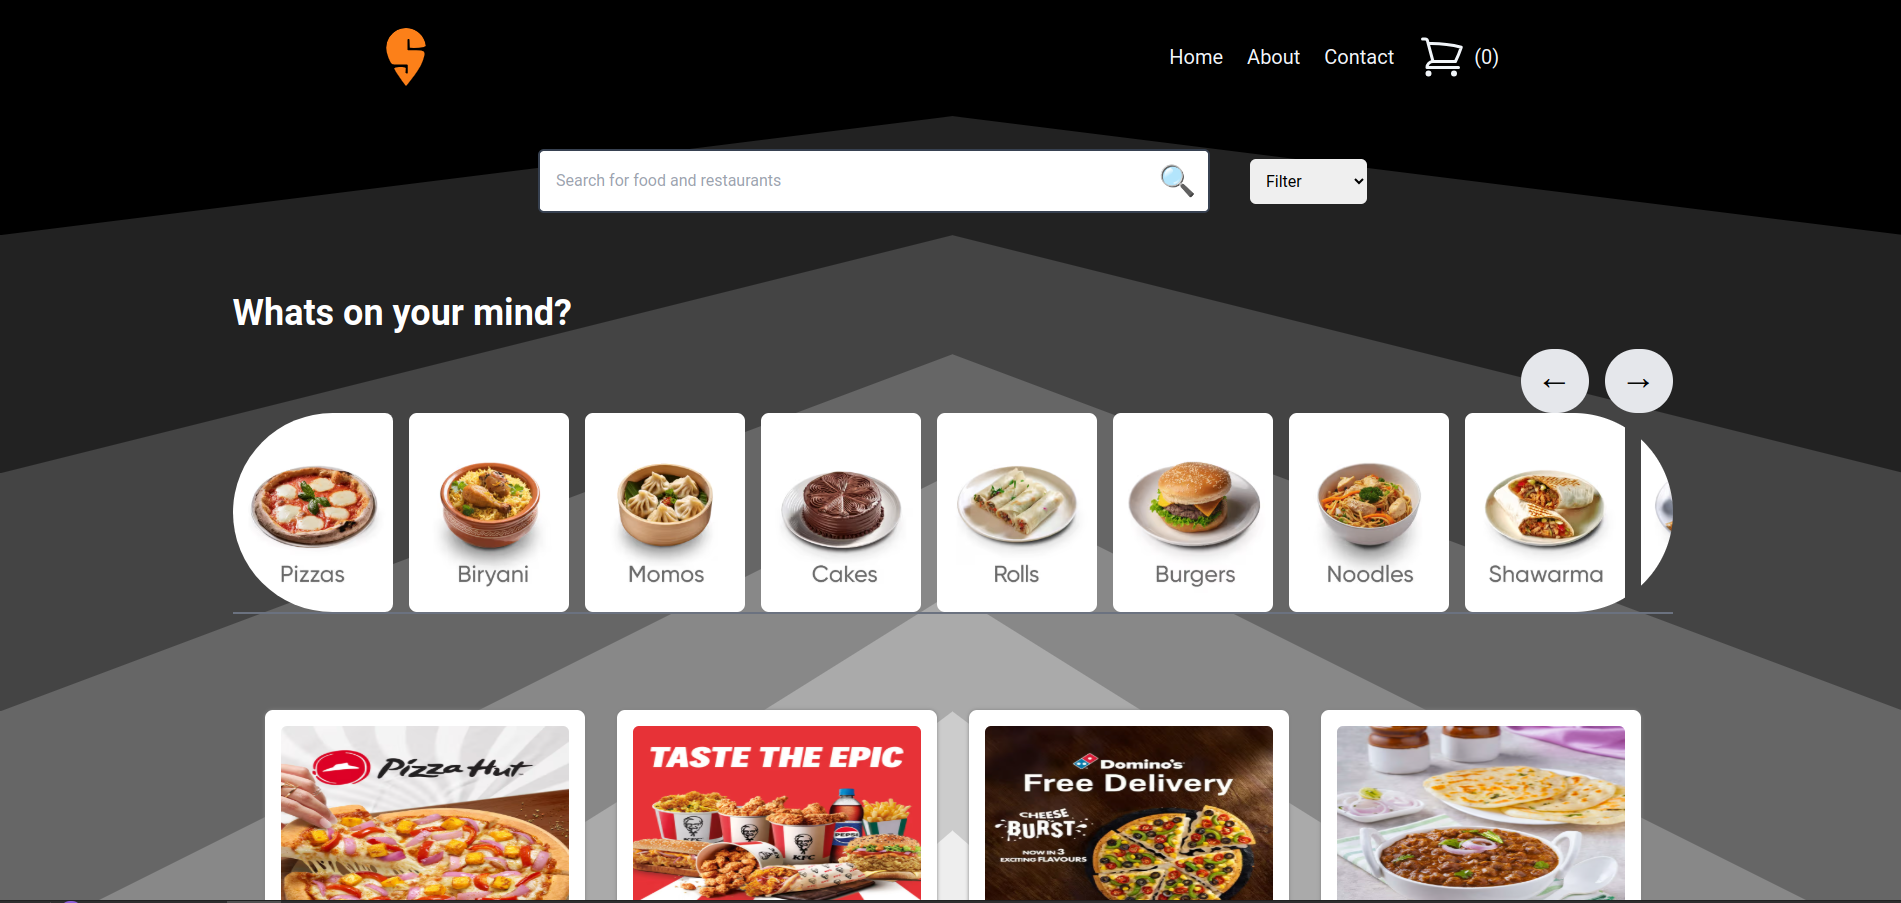 Home About Contact (0)
Search for food and restaurants
Filter
Whats on your mind?
← →
Pizzas Biryani Momos Cakes Rolls Burgers Noodles Shawarma
Pizza Hut
TASTE THE EPIC
KFC KFC KFC
PEPSI
Domino's
Free Delivery
CHEESE
BURST
NOW IN 3
EXCITING FLAVOURS